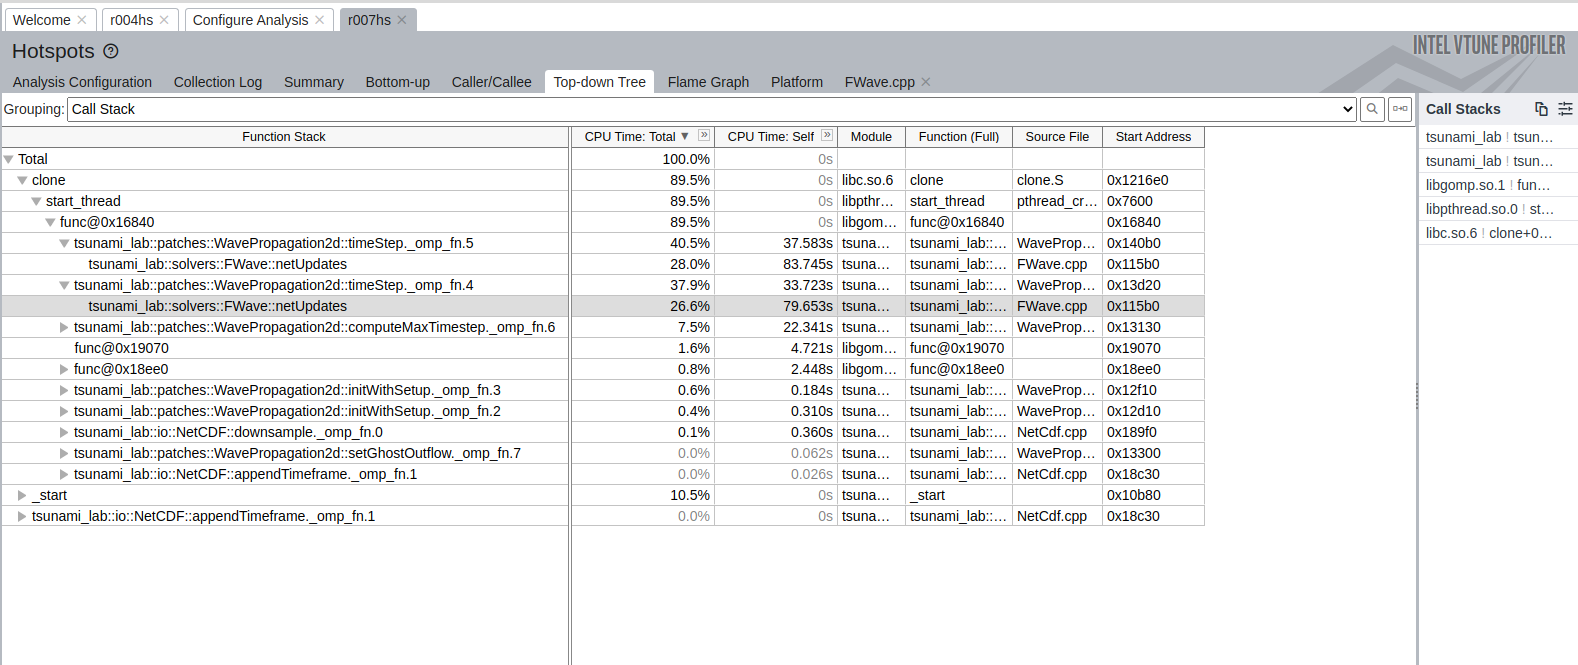 Welcome r004hs Configure Analysis r007hs
Hotspots
INTEL VTUNE PROFILER
Analysis Configuration Collection Log Summary Bottom-up Caller/Callee Top-down Tree Flame Graph Platform FWave.cpp
Grouping: Call Stack
Call Stacks
Function Stack CPU Time: Total CPU Time: Self Module Function (Full) Source File Start Address
Total 100.0% 0s
clone 89.5% 0s libc.so.6 clone clone.S 0x1216e0
start_thread 89.5% 0s libpthr… start_thread pthread_cr… 0x7600
func@0x16840 89.5% 0s libgom… func@0x16840 0x16840
tsunami_lab::patches::WavePropagation2d::timeStep._omp_fn.5 40.5% 37.583s tsuna… tsunami_lab::… WaveProp… 0x140b0
tsunami_lab::solvers::FWave::netUpdates 28.0% 83.745s tsuna… tsunami_lab::… FWave.cpp 0x115b0
tsunami_lab::patches::WavePropagation2d::timeStep._omp_fn.4 37.9% 33.723s tsuna… tsunami_lab::… WaveProp… 0x13d20
tsunami_lab::solvers::FWave::netUpdates 26.6% 79.653s tsuna… tsunami_lab::… FWave.cpp 0x115b0
tsunami_lab::patches::WavePropagation2d::computeMaxTimestep._omp_fn.6 7.5% 22.341s tsuna… tsunami_lab::… WaveProp… 0x13130
func@0x19070 1.6% 4.721s libgom… func@0x19070 0x19070
func@0x18ee0 0.8% 2.448s libgom… func@0x18ee0 0x18ee0
tsunami_lab::patches::WavePropagation2d::initWithSetup._omp_fn.3 0.6% 0.184s tsuna… tsunami_lab::… WaveProp… 0x12f10
tsunami_lab::patches::WavePropagation2d::initWithSetup._omp_fn.2 0.4% 0.310s tsuna… tsunami_lab::… WaveProp… 0x12d10
tsunami_lab::io::NetCDF::downsample._omp_fn.0 0.1% 0.360s tsuna… tsunami_lab::… NetCdf.cpp 0x189f0
tsunami_lab::patches::WavePropagation2d::setGhostOutflow._omp_fn.7 0.0% 0.062s tsuna… tsunami_lab::… WaveProp… 0x13300
tsunami_lab::io::NetCDF::appendTimeframe._omp_fn.1 0.0% 0.026s tsuna… tsunami_lab::… NetCdf.cpp 0x18c30
_start 10.5% 0s tsuna… _start 0x10b80
tsunami_lab::io::NetCDF::appendTimeframe._omp_fn.1 0.0% 0s tsuna… tsunami_lab::… NetCdf.cpp 0x18c30
tsunami_lab ! tsun…
tsunami_lab ! tsun…
libgomp.so.1 ! fun…
libpthread.so.0 ! st…
libc.so.6 ! clone+0…